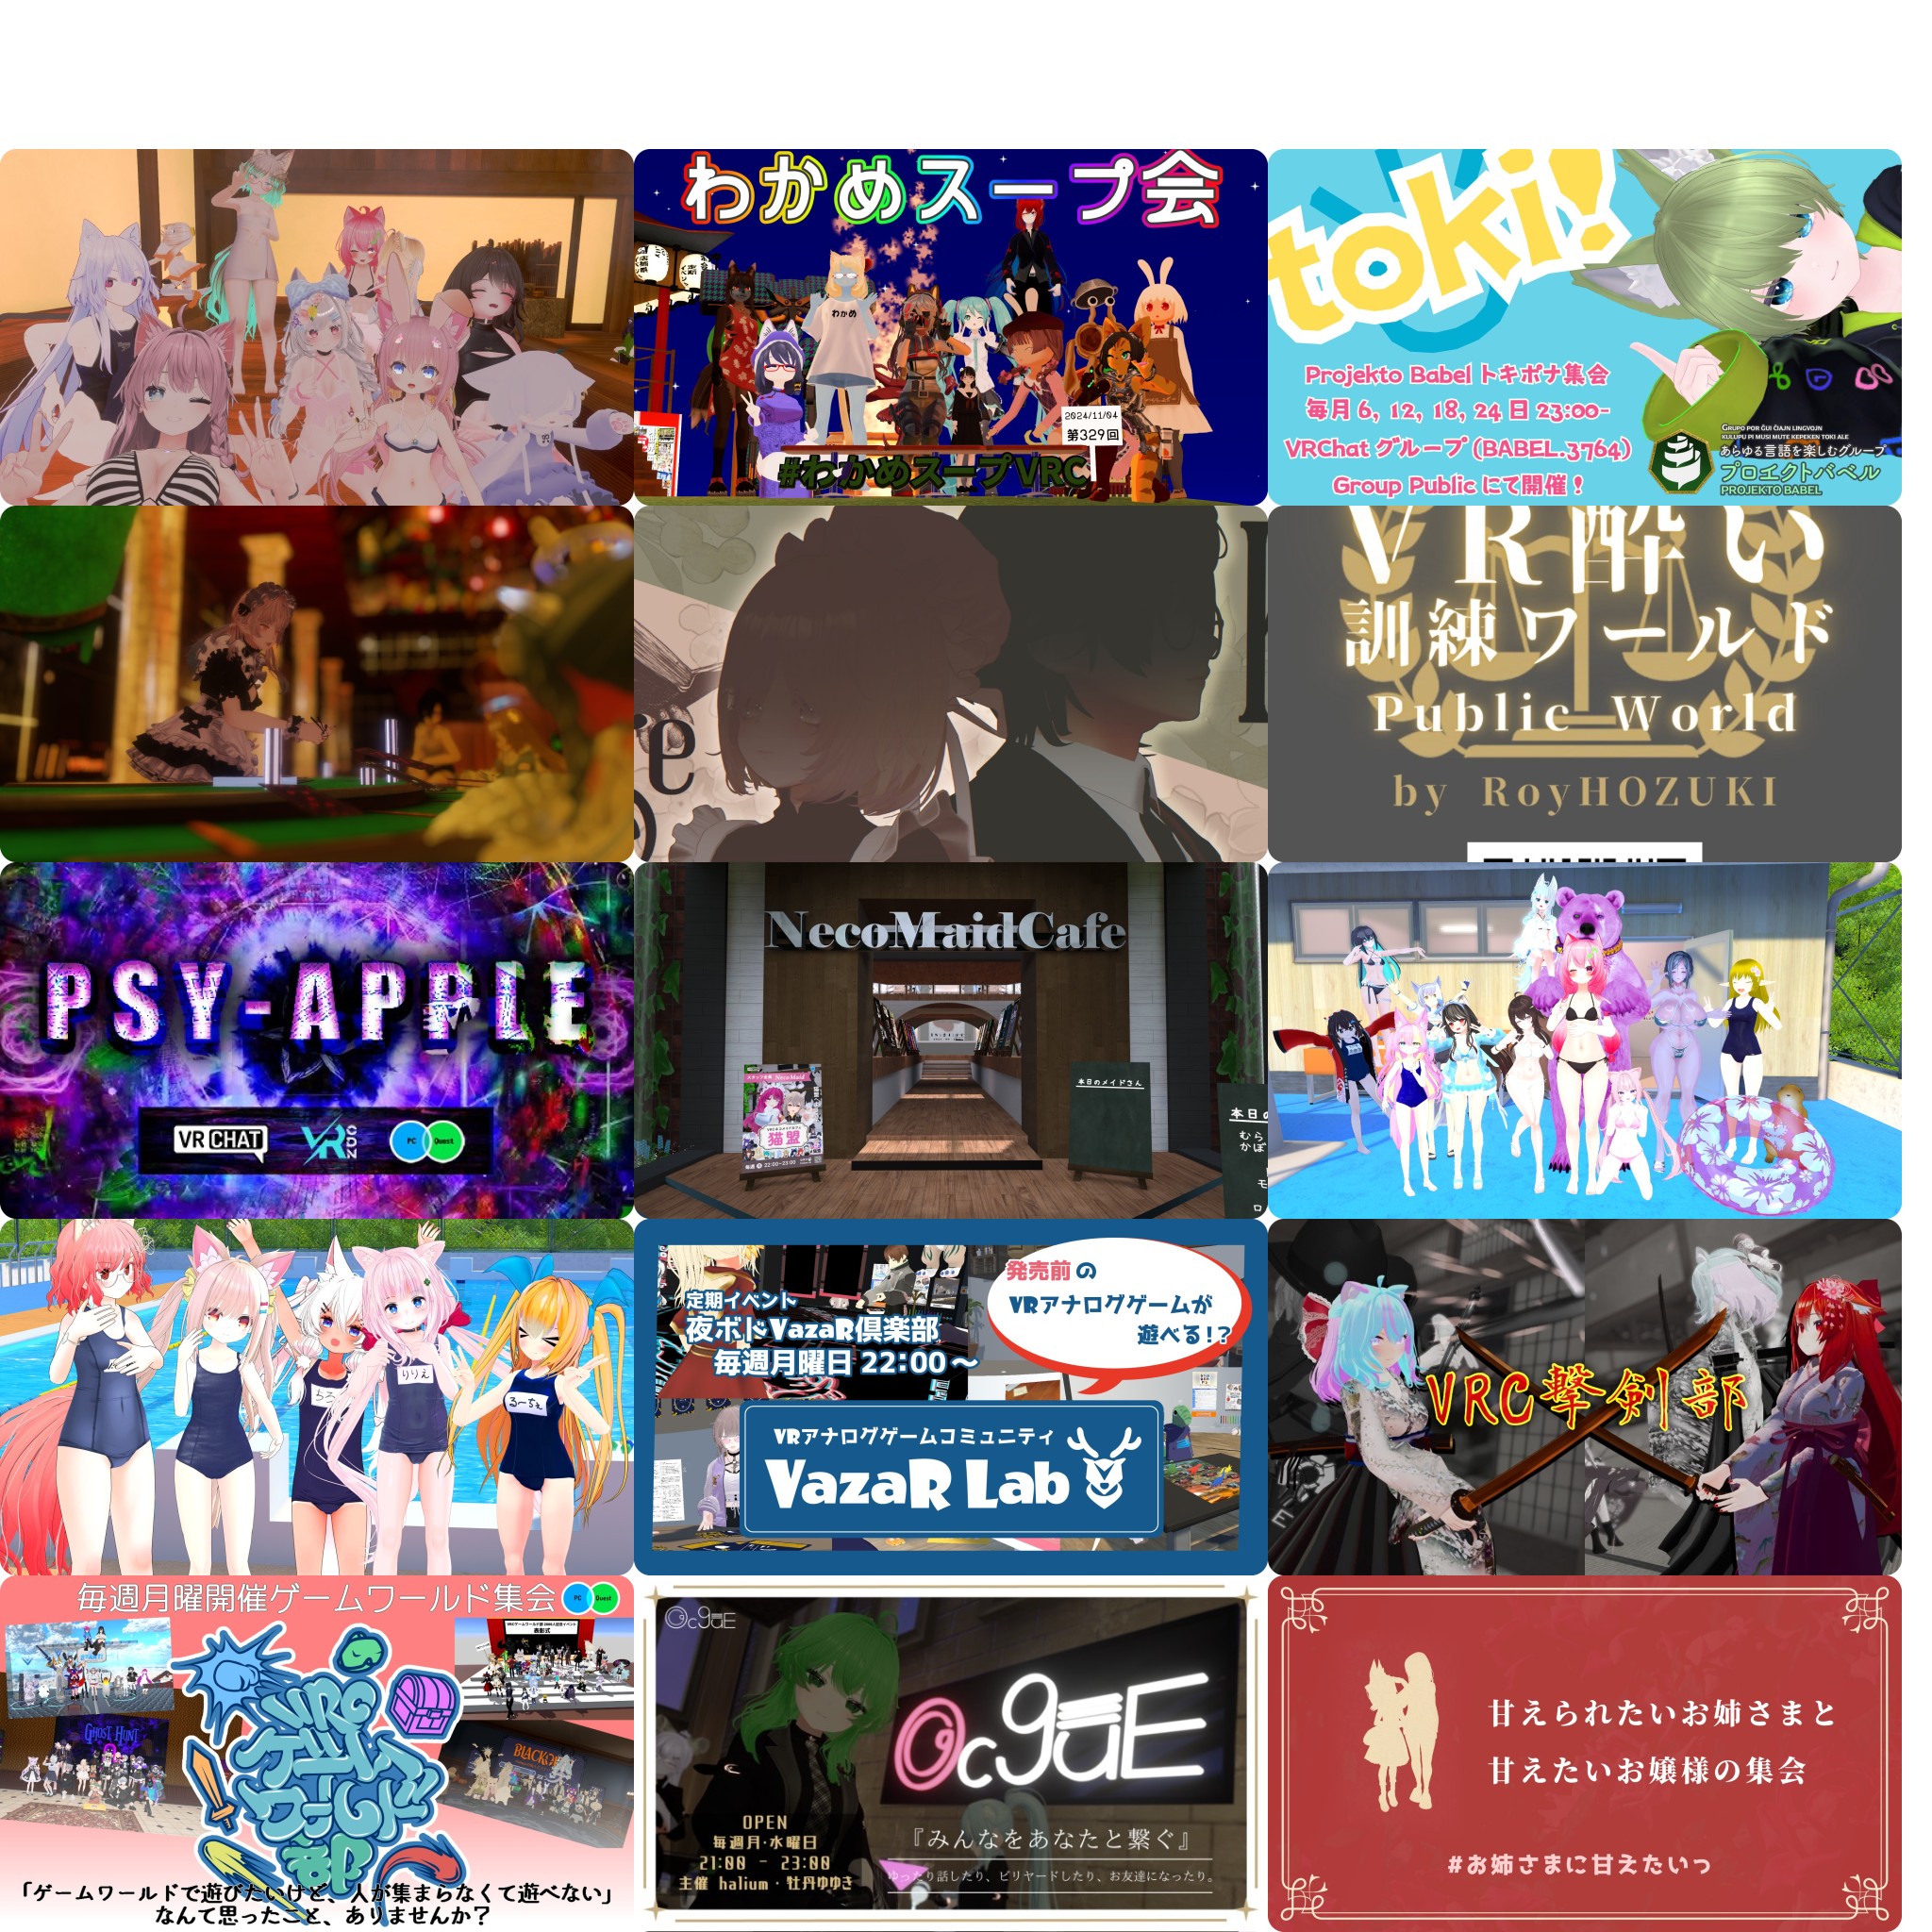 わかめスープ会
わかめ
2024/11/04
第329回
#わかめスープVRC
toki!
Projekto Babel トキポナ集会
毎月 6, 12, 18, 24 日 23:00-
VRChat グループ (BABEL.3764)
Group Public にて開催！
GRUPO POR ĈIUJ ĈIAJN LINGVOJN
KULUPU PI MUSI MUTE KEPEKEN TOKI ALE
あらゆる言語を楽しむグループ
プロエクトバベル
PROJEKTO BABEL
e
VR酔い
訓練ワールド
Public World
by RoyHOZUKI
PSY-APPLE
VRCHAT
PC Quest
NecoMaidCafe
NecoMaid
猫盟
22:00-23:00
本日のメイドさん
本日の
むら
かぼ
モ
ロ
りりえ
るーちぇ
定期イベント
夜ボドVazaR倶楽部
毎週月曜日 22:00～
発売前の
VRアナログゲームが
遊べる!?
VRアナログゲームコミュニティ
VazaR Lab
VRC撃剣部
毎週月曜開催ゲームワールド集会
PC Quest
表彰式
GHOST HUNT
VRC
ゲーム
ワールド
部
「ゲームワールドで遊びたいけど、人が集まらなくて遊べない」
なんて思ったこと、ありませんか？
OcguE
OcguE
OPEN
毎週月・水曜日
21:00 - 23:00
主催 halium・牡丹ゆゆき
『みんなをあなたと繋ぐ』
ゆったり話したり、ビリヤードしたり、お友達になったり。
甘えられたいお姉さまと
甘えたいお嬢様の集会
#お姉さまに甘えたいっ